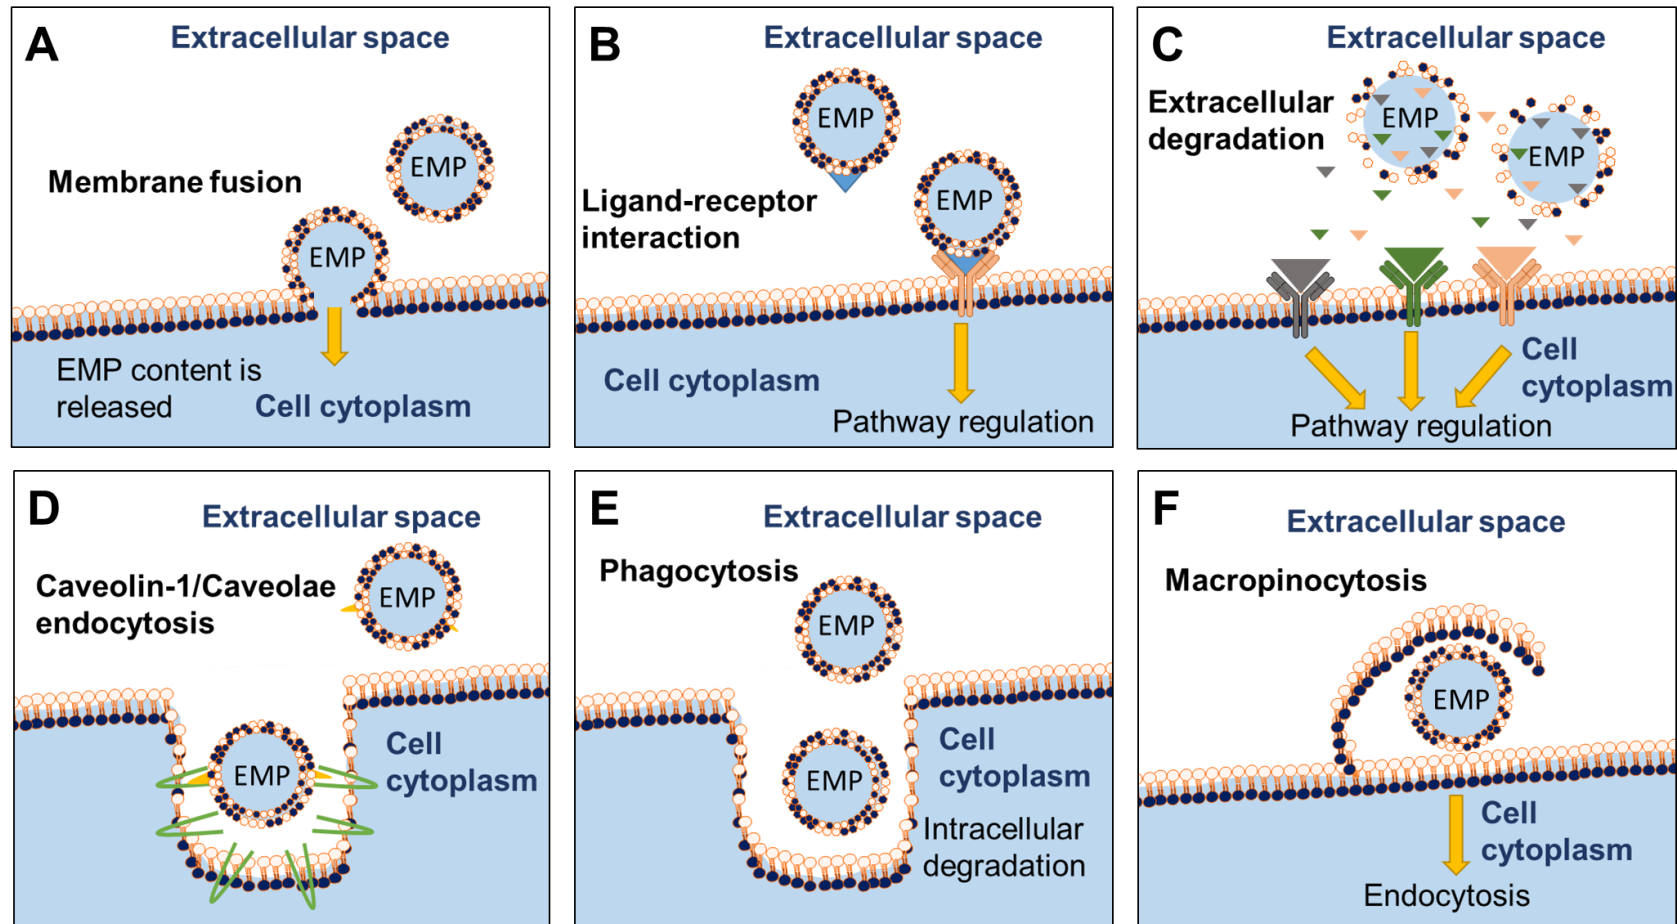 A
Extracellular space
EMP
Membrane fusion
EMP
EMP content is
released
Cell cytoplasm
B
Extracellular space
EMP
Ligand-receptor
interaction
EMP
Cell cytoplasm
Pathway regulation
C
Extracellular space
Extracellular
degradation
EMP
EMP
Cell
cytoplasm
Pathway regulation
D
Extracellular space
Caveolin-1/Caveolae
endocytosis
EMP
EMP
Cell
cytoplasm
E
Extracellular space
Phagocytosis
EMP
EMP
Cell
cytoplasm
Intracellular
degradation
F
Extracellular space
Macropinocytosis
EMP
Cell
cytoplasm
Endocytosis